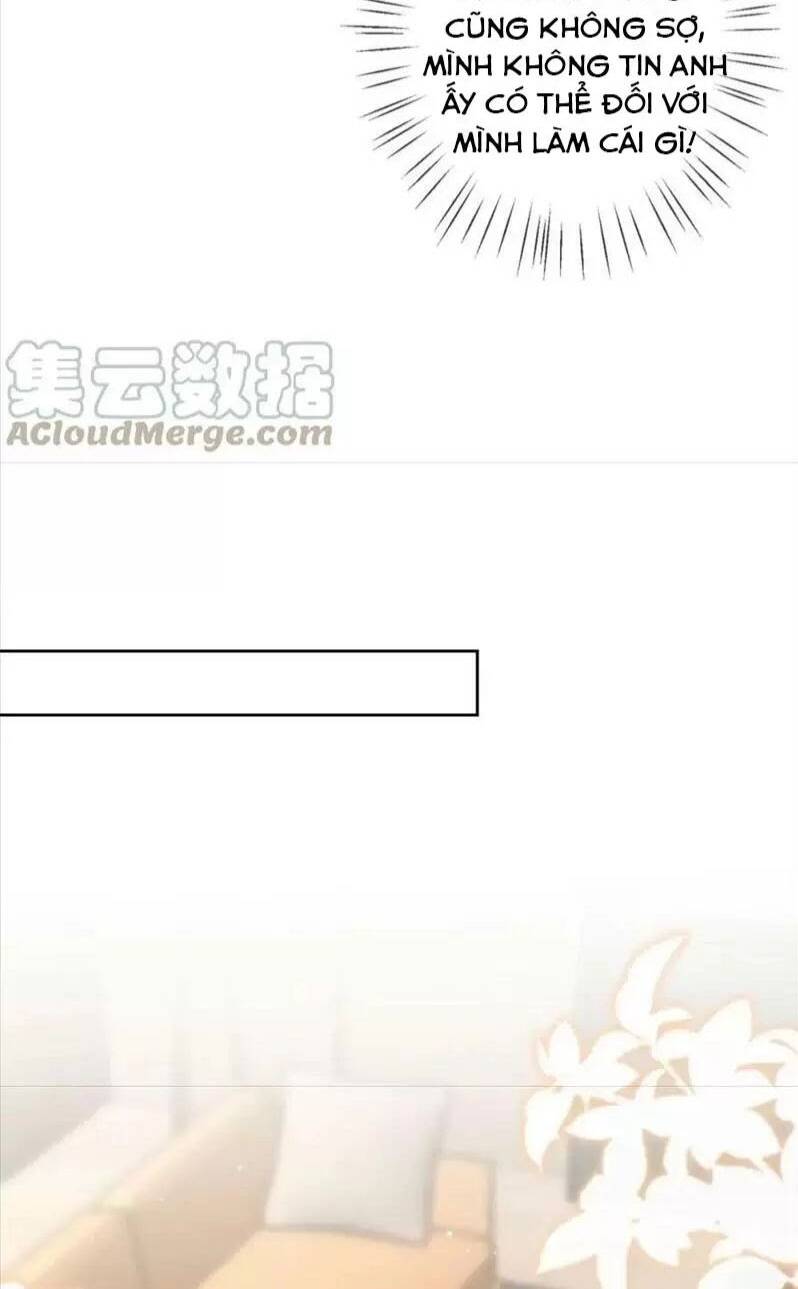 CŨNG KHÔNG SỢ,
MÌNH KHÔNG TIN ANH
ẤY CÓ THỂ ĐỐI VỚI
MÌNH LÀM CÁI GÌ!
集云数据
ACloudMerge.com